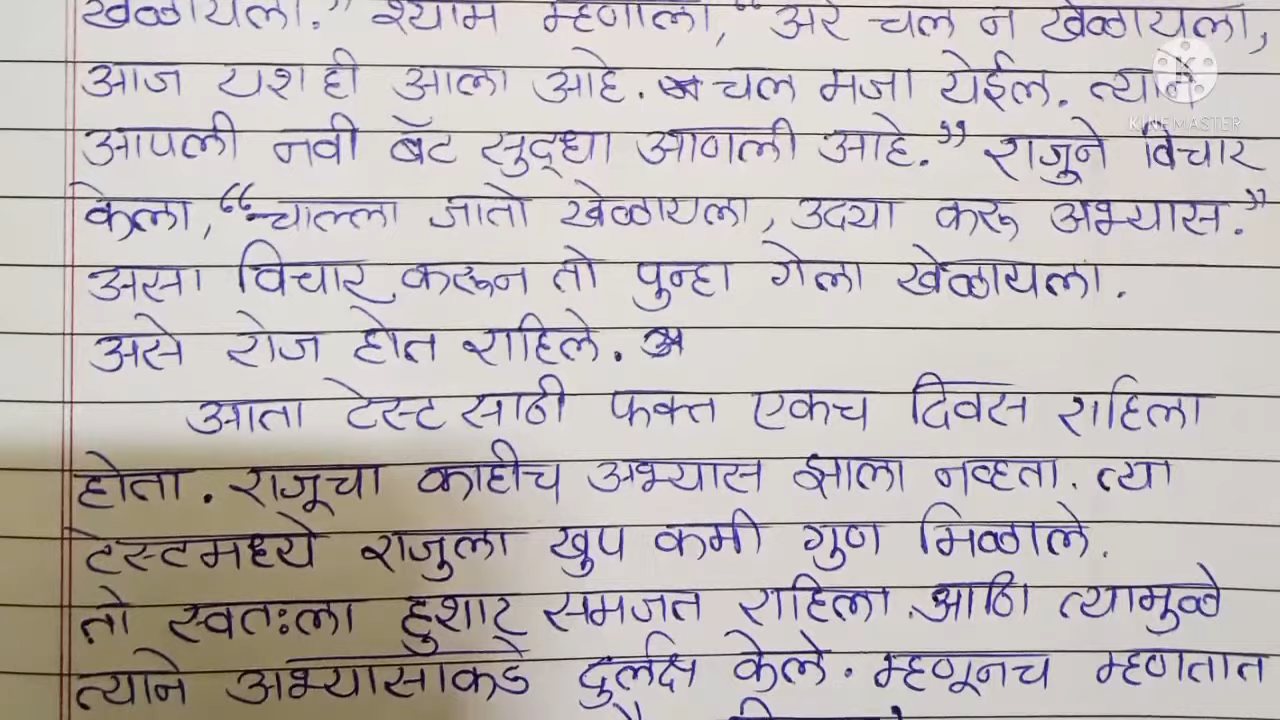 खेळायला." श्याम म्हणाला, "अरे चल न खेळायला,
आज यश ही आला आहे. चल मजा येईल. त्याने
आपली नवी बॅट सुद्धा आणली आहे." राजुने विचार
केला, "चाल्ला जातो खेळायला, उद्या करू अभ्यास."
असा विचार करून तो पुन्हा गेला खेळायला.
असे रोज होत राहिले. अ
आता टेस्ट साठी फक्त एकच दिवस राहिला
होता. राजूचा काहीच अभ्यास झाला नव्हता. त्या
टेस्टमध्ये राजुला खुप कमी गुण मिळाले.
तो स्वतःला हुशार समजत राहिला. आणि त्यामुळे
त्याने अभ्यासाकडे दुर्लक्ष केले. म्हणूनच म्हणतात
KINEMASTER